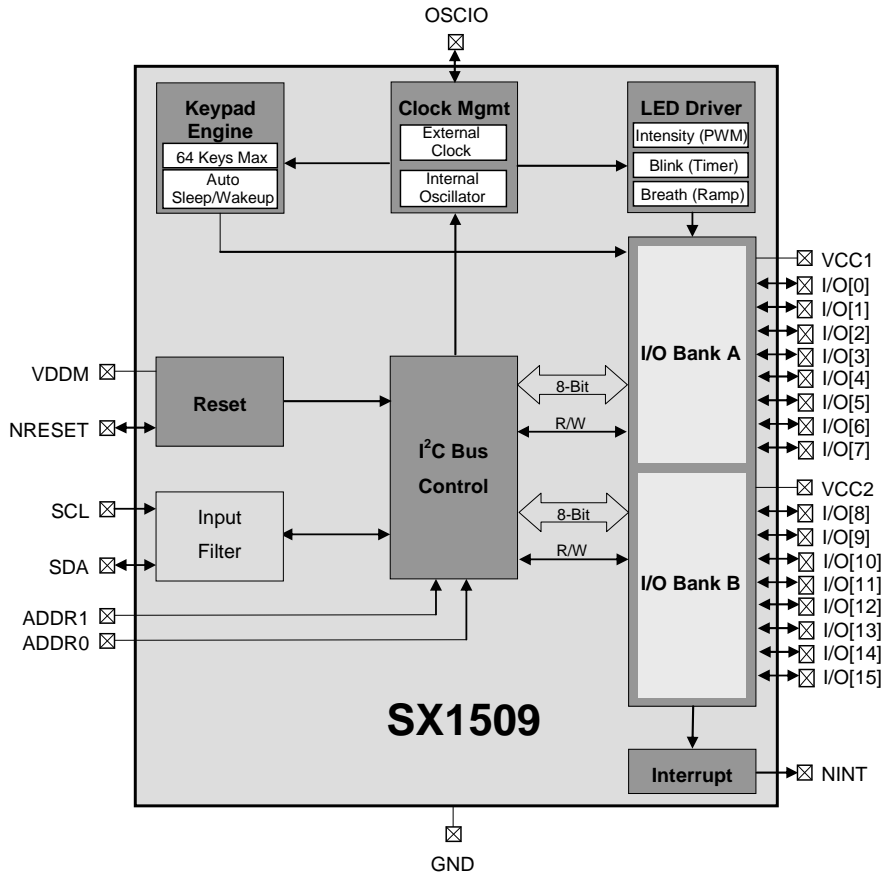 OSCIO
Keypad
Engine
64 Keys Max
Auto
Sleep/Wakeup
Clock Mgmt
External
Clock
Internal
Oscillator
LED Driver
Intensity (PWM)
Blink (Timer)
Breath (Ramp)
VDDM
NRESET
SCL
SDA
ADDR1
ADDR0
Reset
Input
Filter
I²C Bus
Control
8-Bit
R/W
8-Bit
R/W
I/O Bank A
I/O Bank B
VCC1
I/O[0]
I/O[1]
I/O[2]
I/O[3]
I/O[4]
I/O[5]
I/O[6]
I/O[7]
VCC2
I/O[8]
I/O[9]
I/O[10]
I/O[11]
I/O[12]
I/O[13]
I/O[14]
I/O[15]
SX1509
Interrupt
NINT
GND